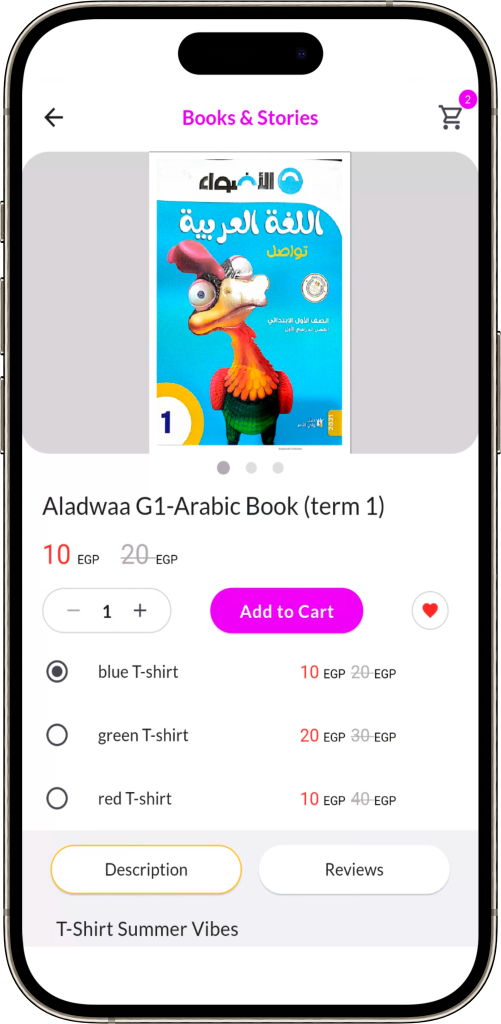 Books & Stories
2
الأضواء
اللغة العربية
تواصل
الصف الأول الابتدائي
الفصل الدراسي الأول
1
2021
Aladwaa G1-Arabic Book (term 1)
10 EGP 20 EGP
1
Add to Cart
blue T-shirt 10 EGP 20 EGP
green T-shirt 20 EGP 30 EGP
red T-shirt 10 EGP 40 EGP
Description
Reviews
T-Shirt Summer Vibes